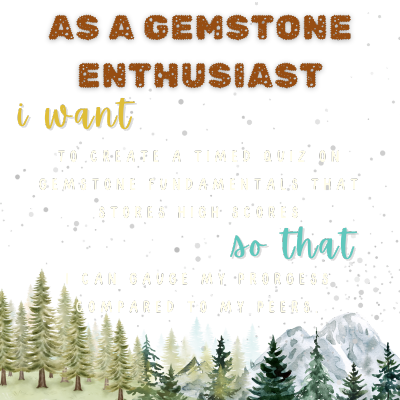 AS A GEMSTONE
ENTHUSIAST
i want
TO CREATE A TIMED QUIZ ON
GEMSTONE FUNDAMENTALS THAT
STORES HIGH SCORES
so that
I CAN GAUGE MY PROGRESS
COMPARED TO MY PEERS.